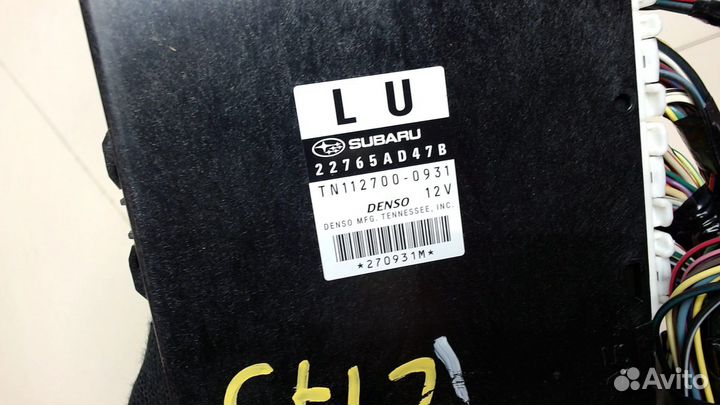 LU
SUBARU
22765AD47B
TN112700-0931
12V
DENSO
DENSO MFG. TENNESSEE, INC.
*270931M*
Avito